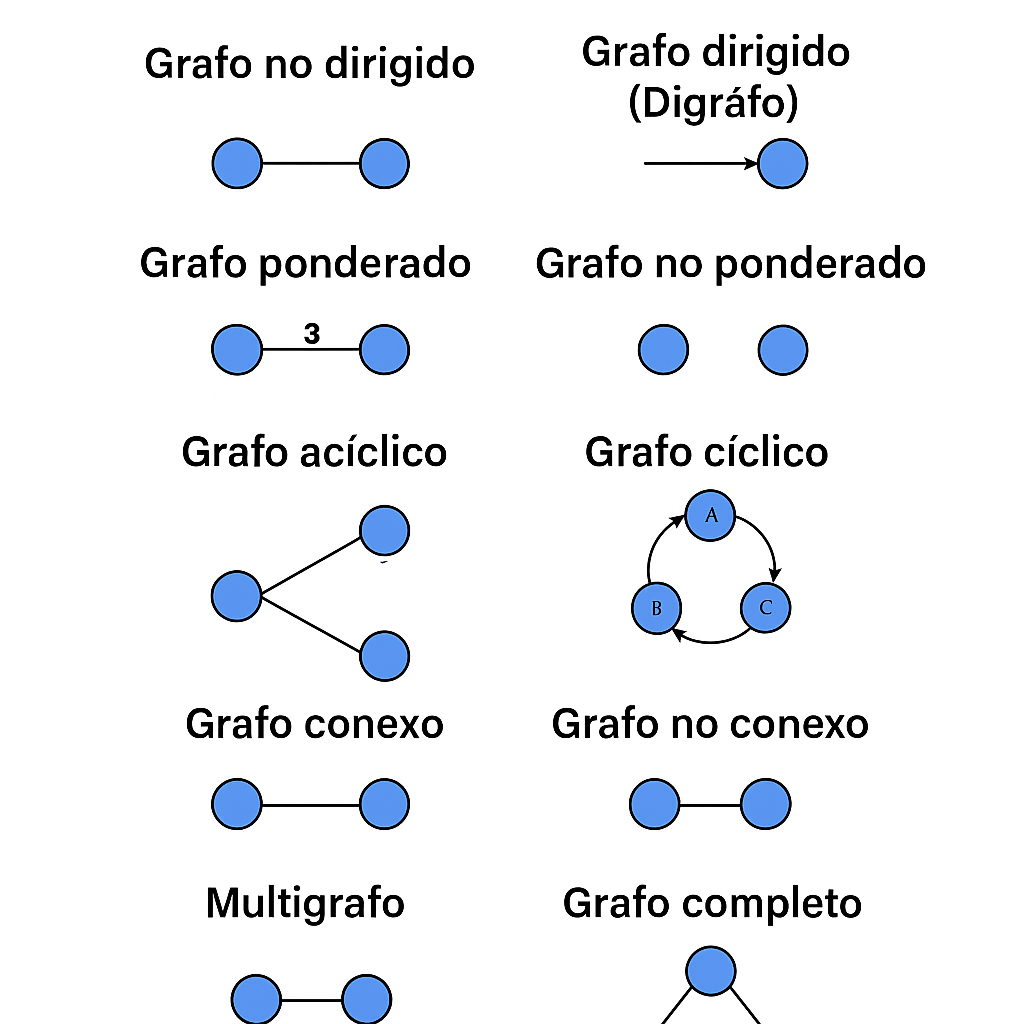 Grafo no dirigido
Grafo dirigido
(Digráfo)
Grafo ponderado
Grafo no ponderado
3
Grafo acíclico
Grafo cíclico
A
B
C
Grafo conexo
Grafo no conexo
Multigrafo
Grafo completo